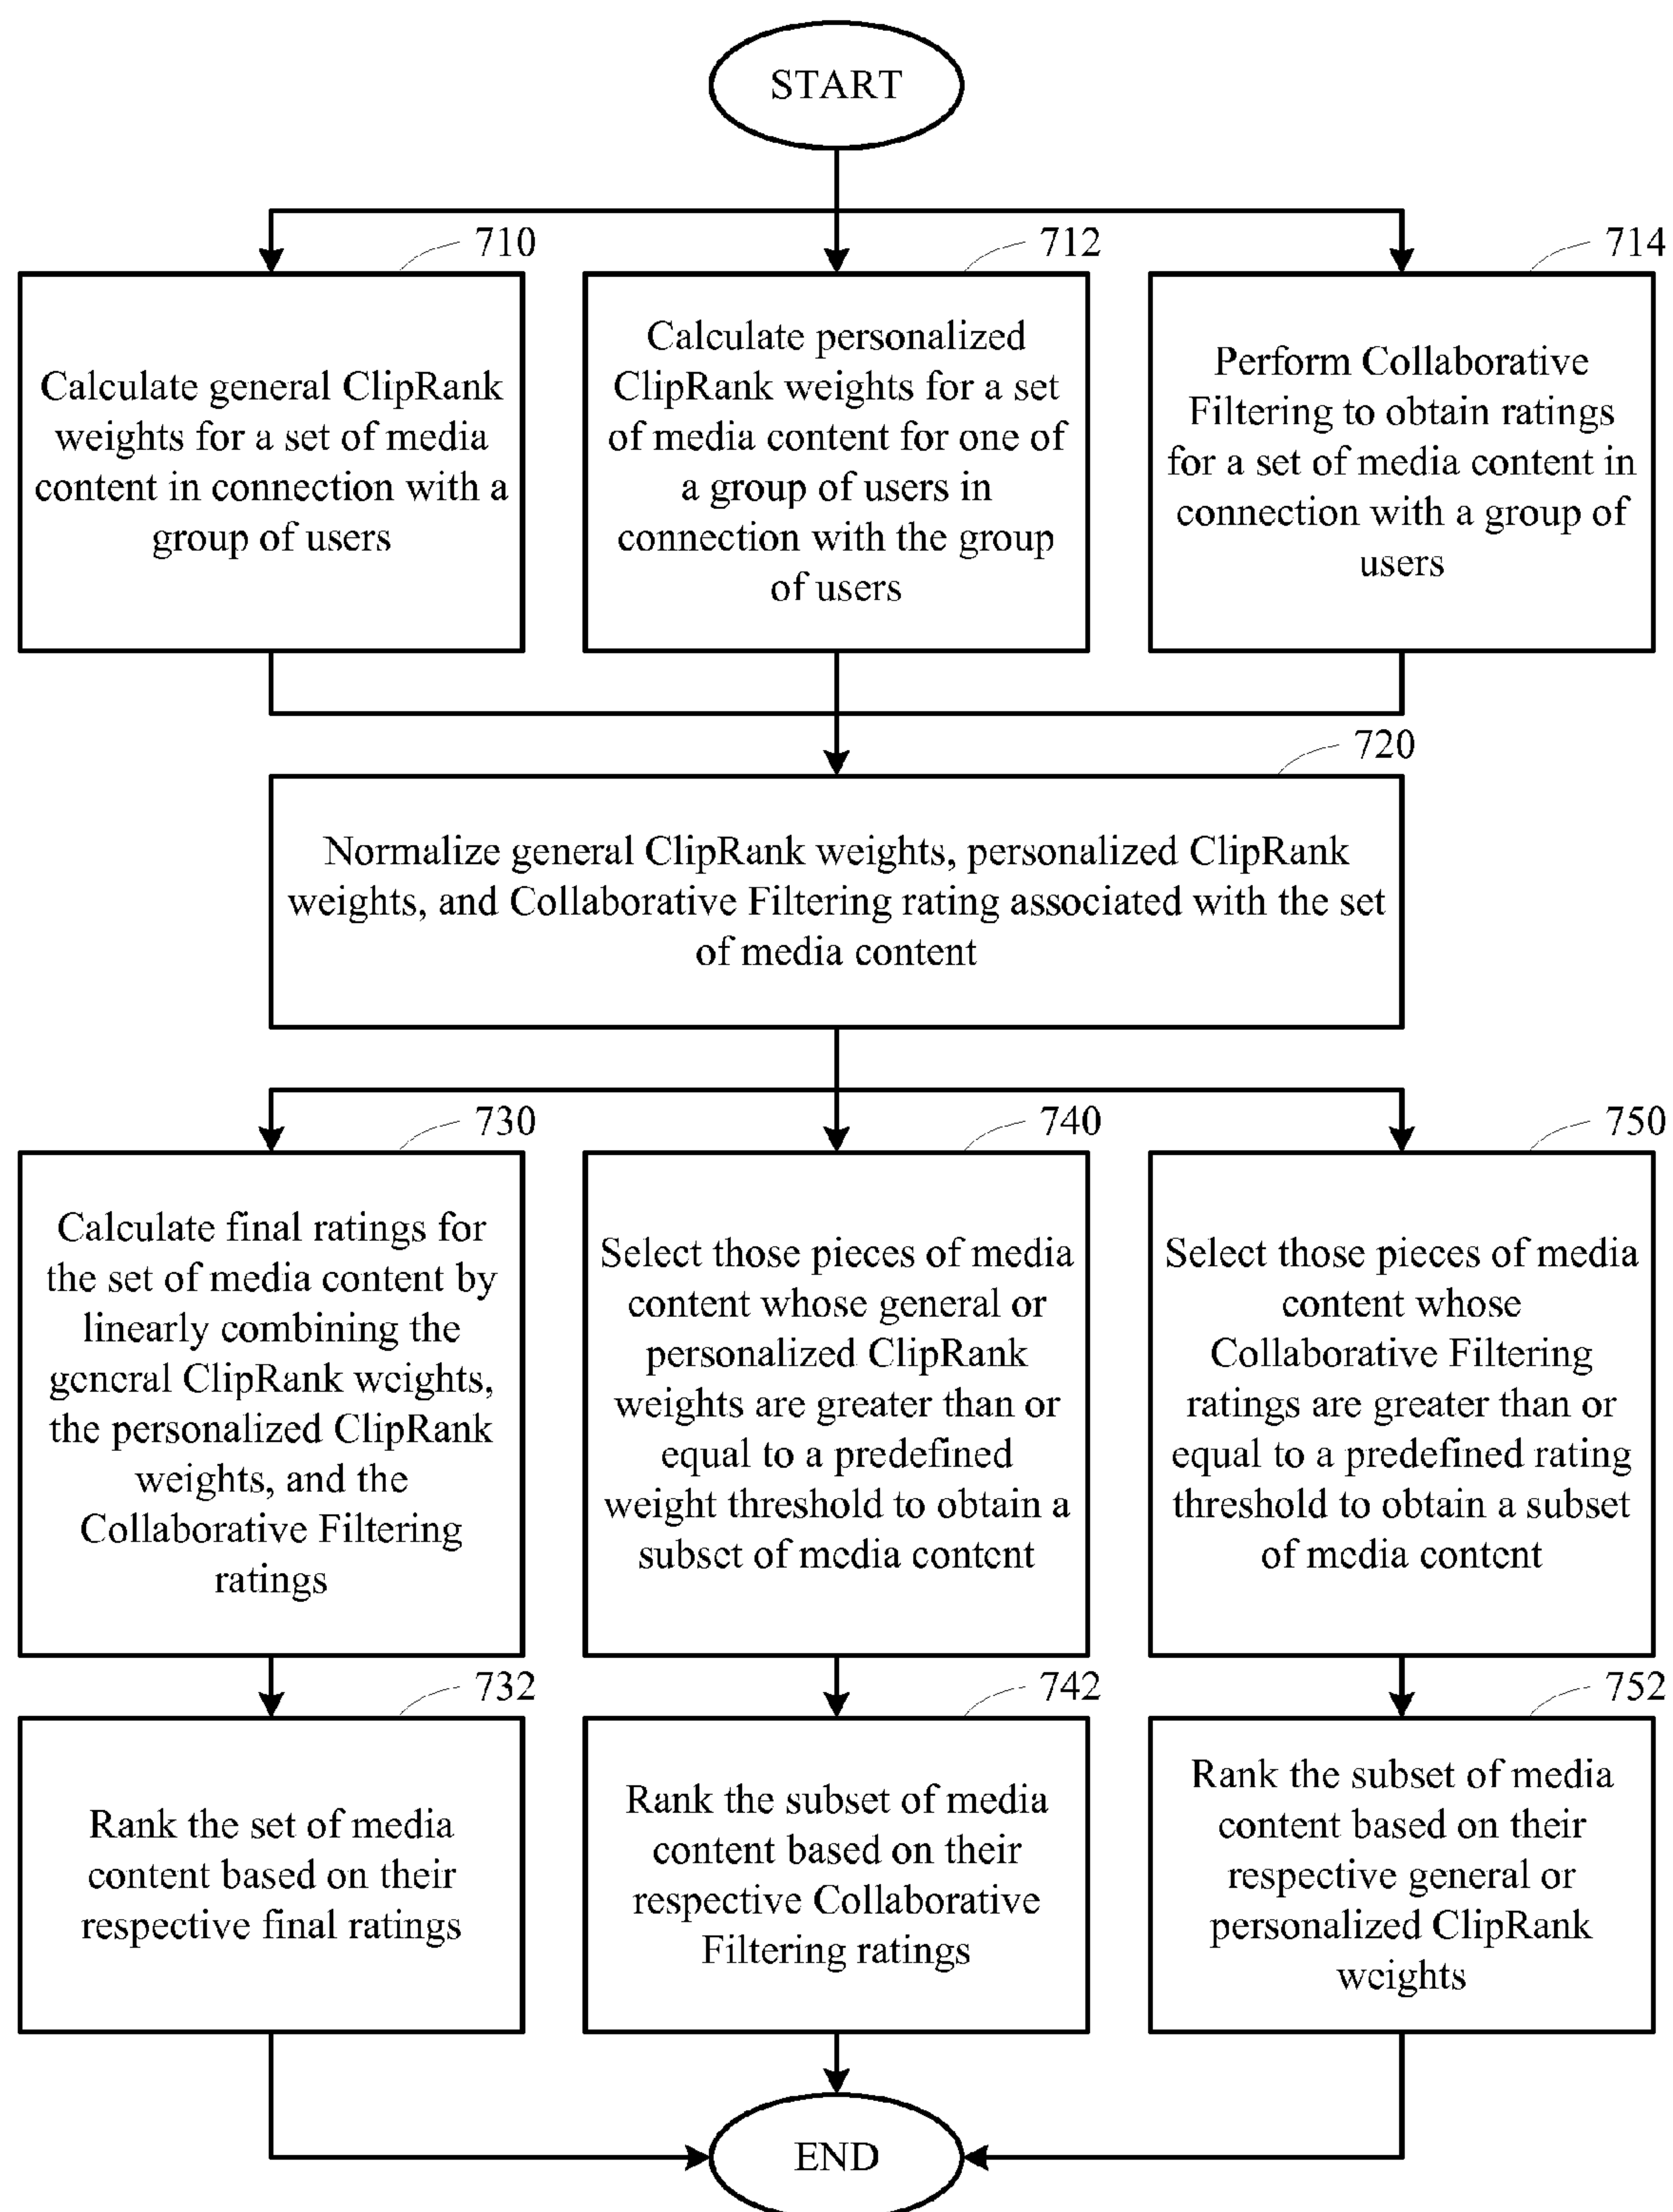 START
710
Calculate general ClipRank
weights for a set of media
content in connection with a
group of users
712
Calculate personalized
ClipRank weights for a set
of media content for one of
a group of users in
connection with the group
of users
714
Perform Collaborative
Filtering to obtain ratings
for a set of media content in
connection with a group of
users
720
Normalize general ClipRank weights, personalized ClipRank
weights, and Collaborative Filtering rating associated with the set
of media content
730
Calculate final ratings for
the set of media content by
linearly combining the
general ClipRank weights,
the personalized ClipRank
weights, and the
Collaborative Filtering
ratings
740
Select those pieces of media
content whose general or
personalized ClipRank
weights are greater than or
equal to a predefined
weight threshold to obtain a
subset of media content
750
Select those pieces of media
content whose
Collaborative Filtering
ratings are greater than or
equal to a predefined rating
threshold to obtain a subset
of media content
732
Rank the set of media
content based on their
respective final ratings
742
Rank the subset of media
content based on their
respective Collaborative
Filtering ratings
752
Rank the subset of media
content based on their
respective general or
personalized ClipRank
weights
END